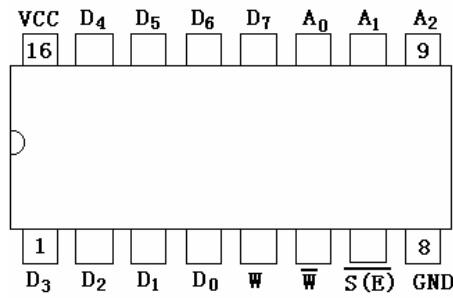 VCC D₄ D₅ D₆ D₇ A₀ A₁ A₂
16 9
1 8
D₃ D₂ D₁ D₀ W W̅ S̅(̅E̅)̅ GND